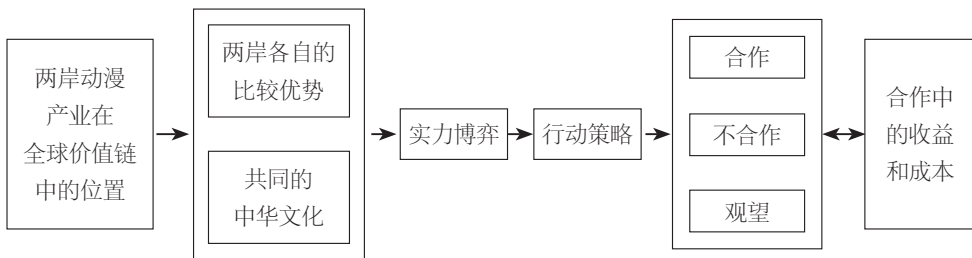 两岸动漫
产业在
全球价值链
中的位置
两岸各自的
比较优势
共同的
中华文化
实力博弈
行动策略
合作
不合作
观望
合作中
的收益
和成本